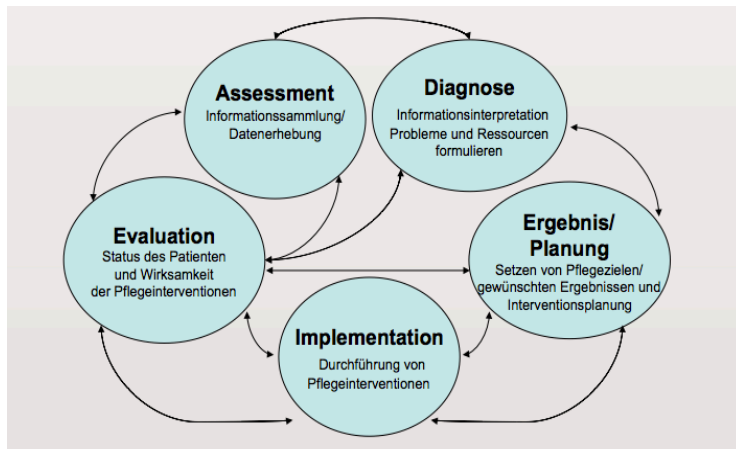 Assessment
Informationssammlung/
Datenerhebung
Diagnose
Informationsinterpretation
Probleme und Ressourcen
formulieren
Evaluation
Status des Patienten
und Wirksamkeit
der Pflegeinterventionen
Ergebnis/
Planung
Setzen von Pflegezielen/
gewünschten Ergebnissen und
Interventionsplanung
Implementation
Durchführung von
Pflegeinterventionen